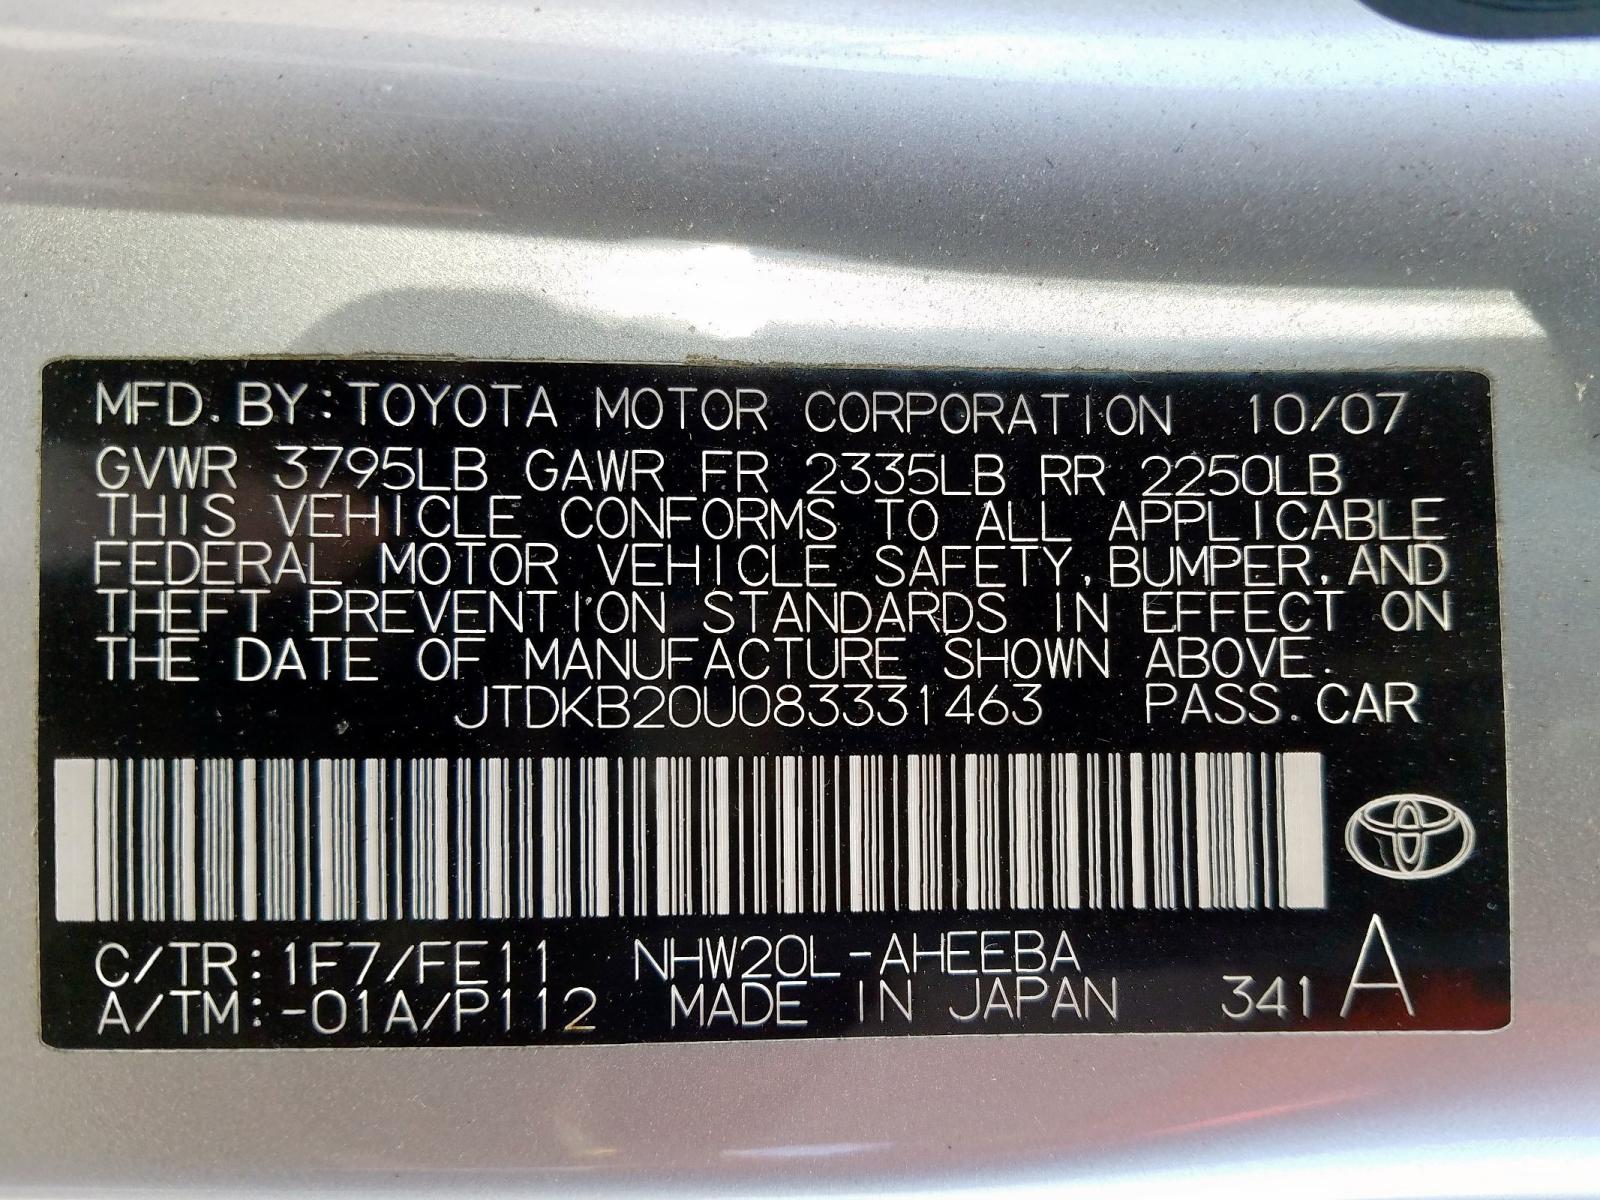 MFD. BY: TOYOTA MOTOR CORPORATION 10/07
GVWR 3795LB GAWR FR 2335LB RR 2250LB
THIS VEHICLE CONFORMS TO ALL APPLICABLE
FEDERAL MOTOR VEHICLE SAFETY, BUMPER, AND
THEFT PREVENTION STANDARDS IN EFFECT ON
THE DATE OF MANUFACTURE SHOWN ABOVE.
JTDKB20U083331463 PASS. CAR
C/TR: 1F7/FE11 NHW20L-AHEEBA
A/TM: -01A/P112 MADE IN JAPAN 341 A